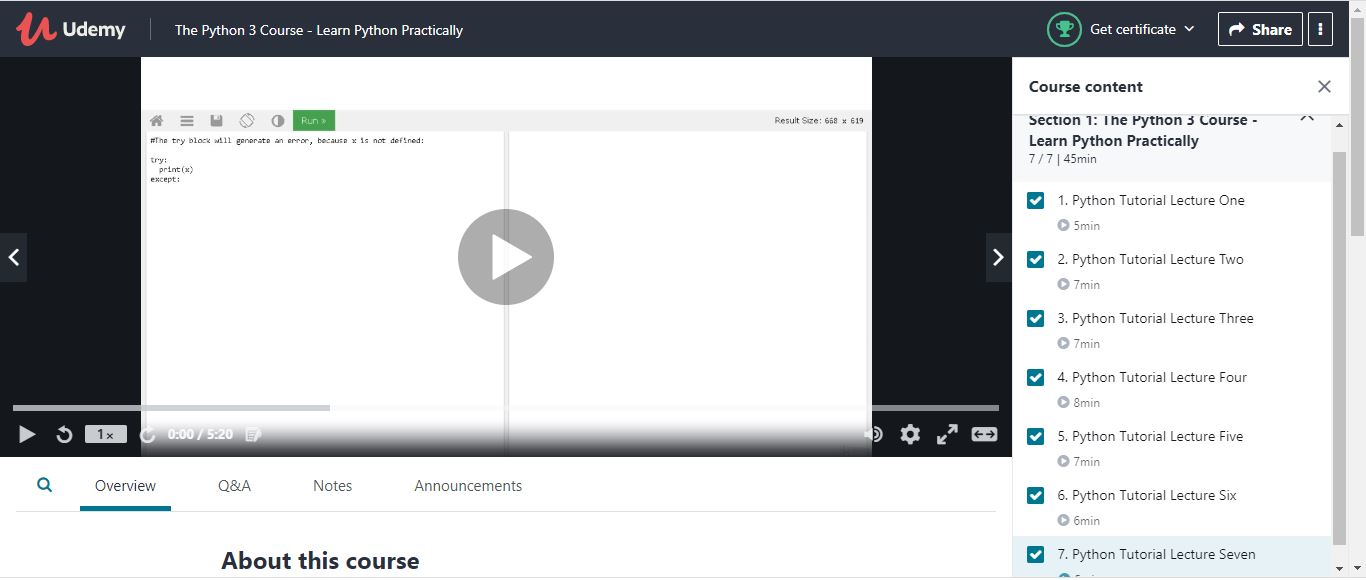 Udemy
The Python 3 Course - Learn Python Practically
Get certificate
Share
Run »
Result Size: 668 x 619
#The try block will generate an error, because x is not defined:
try:
print(x)
except:
1x
0:00 / 5:20
Overview
Q&A
Notes
Announcements
About this course
Course content
Section 1: The Python 3 Course -
Learn Python Practically
7 / 7 | 45min
1. Python Tutorial Lecture One
5min
2. Python Tutorial Lecture Two
7min
3. Python Tutorial Lecture Three
7min
4. Python Tutorial Lecture Four
8min
5. Python Tutorial Lecture Five
7min
6. Python Tutorial Lecture Six
6min
7. Python Tutorial Lecture Seven